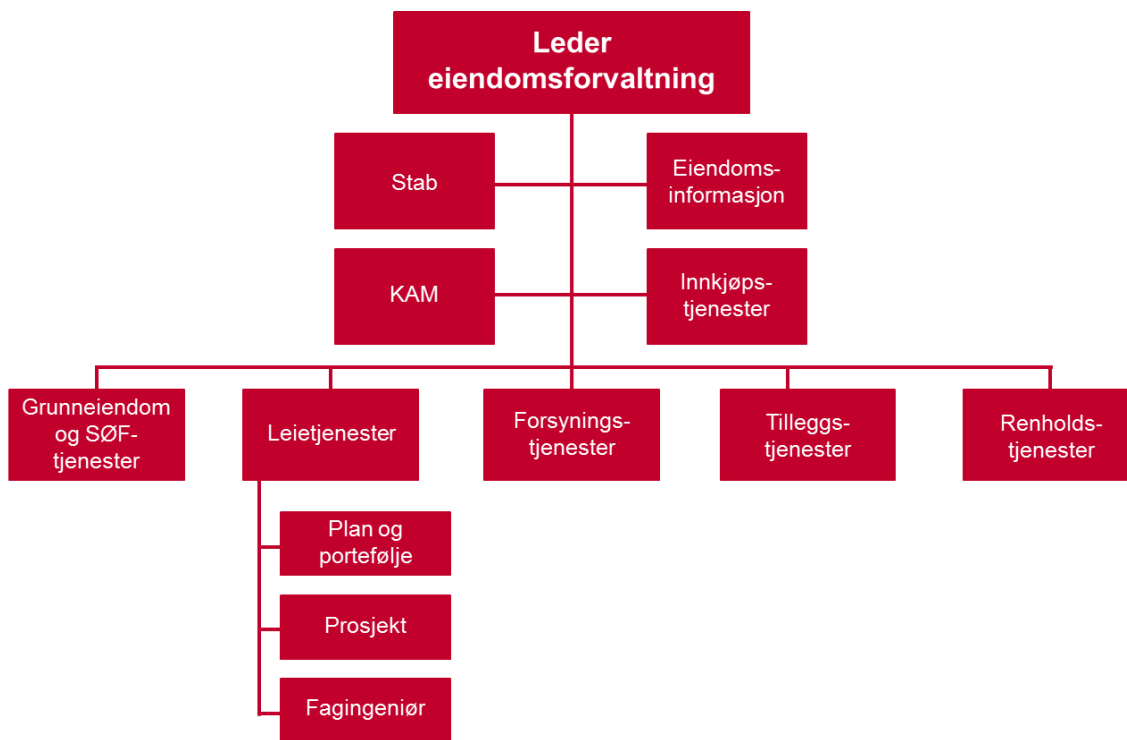 Leder
eiendomsforvaltning
Stab
Eiendoms-
informasjon
KAM
Innkjøps-
tjenester
Grunneiendom
og SØF-
tjenester
Leietjenester
Forsynings-
tjenester
Tilleggs-
tjenester
Renholds-
tjenester
Plan og
portefølje
Prosjekt
Fagingeniør